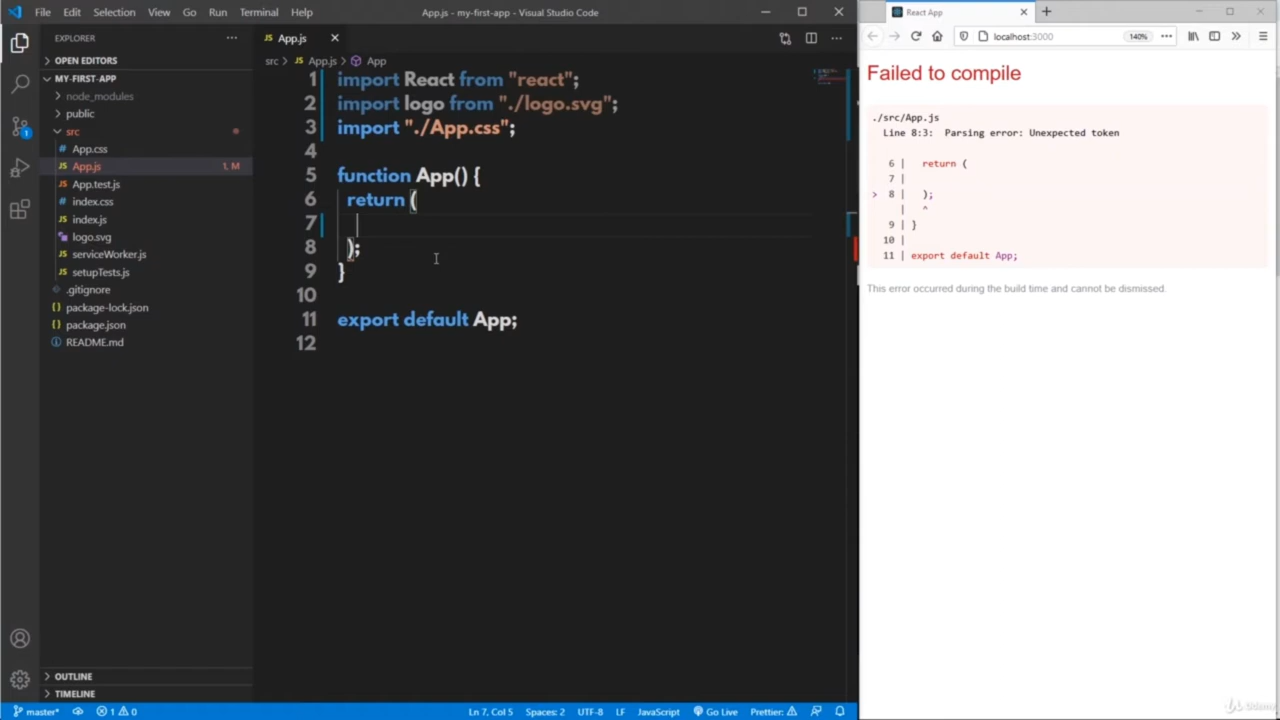 File Edit Selection View Go Run Terminal Help
App.js - my-first-app - Visual Studio Code
EXPLORER
OPEN EDITORS
MY-FIRST-APP
node_modules
public
src
App.css
App.js 1, M
App.test.js
index.css
index.js
logo.svg
serviceWorker.js
setupTests.js
.gitignore
package-lock.json
package.json
README.md
OUTLINE
TIMELINE
1
JS App.js
src > JS App.js > App
1 import React from "react";
2 import logo from "./logo.svg";
3 import "./App.css";
4
5 function App() {
6 return (
7
8 );
9 }
10
11 export default App;
12
master* 1 0 Ln 7, Col 5 Spaces: 2 UTF-8 LF JavaScript Go Live Prettier:
React App
localhost:3000 140%
Failed to compile
./src/App.js
Line 8:3: Parsing error: Unexpected token
6 | return (
7 |
> 8 | );
| ^
9 | }
10 |
11 | export default App;
This error occurred during the build time and cannot be dismissed.
Udemy